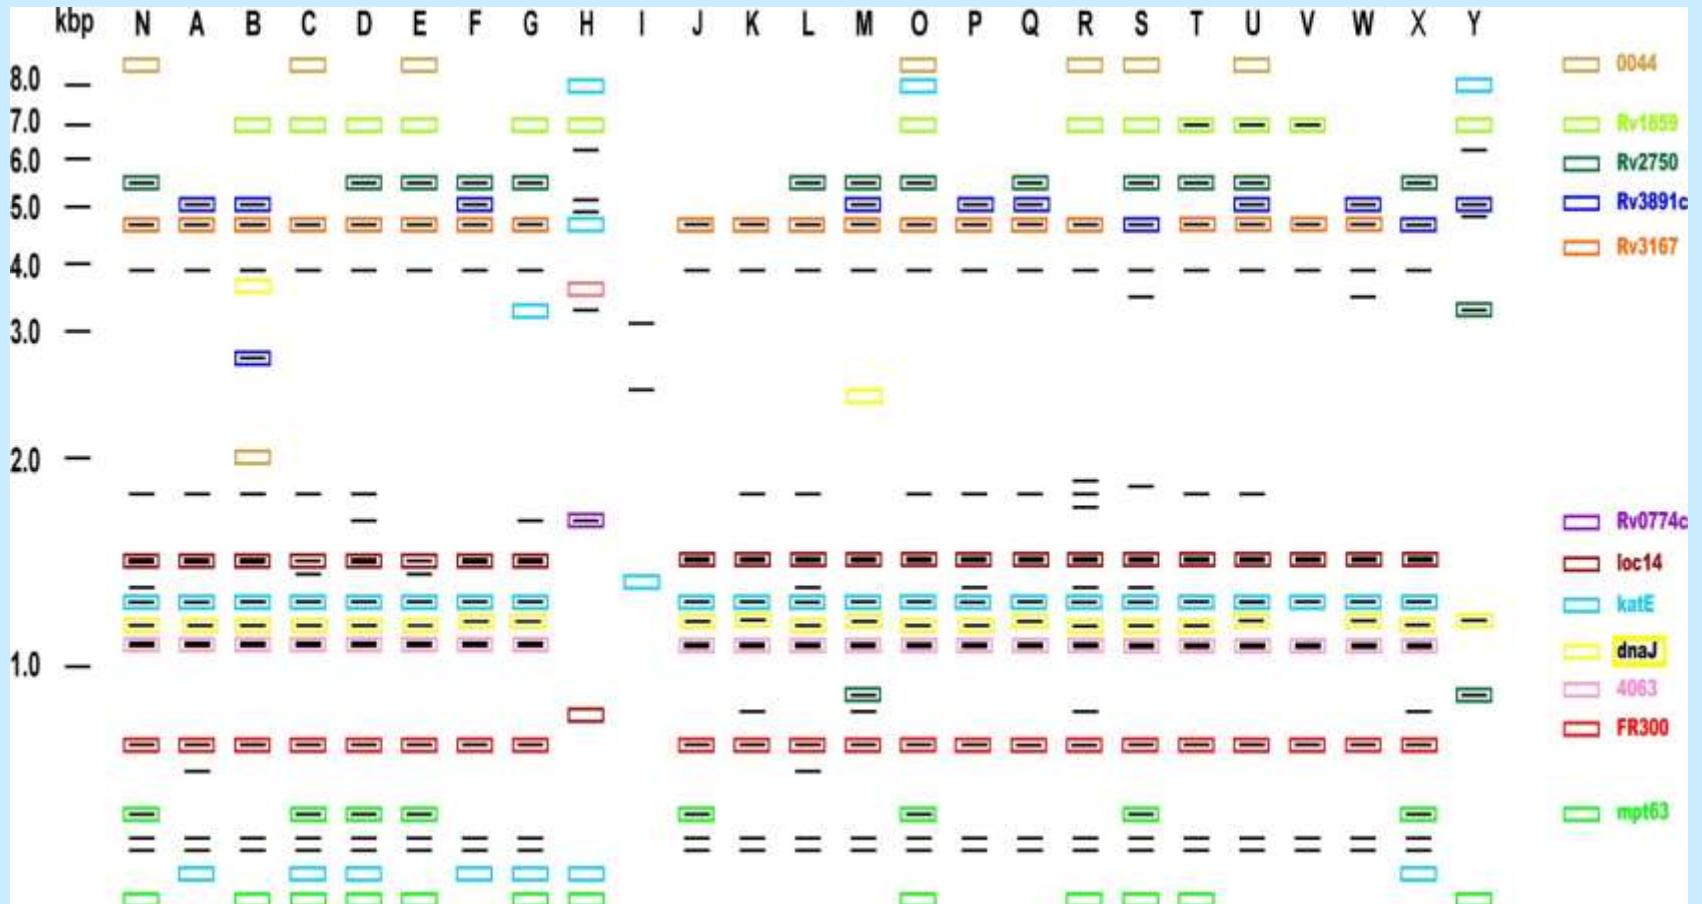 kbp N A B C D E F G H I J K L M O P Q R S T U V W X Y
8.0
7.0
6.0
5.0
4.0
3.0
2.0
1.0
0044
Rv1859
Rv2750
Rv3891c
Rv3167
Rv0774c
loc14
katE
dnaJ
4063
FR300
mpt63